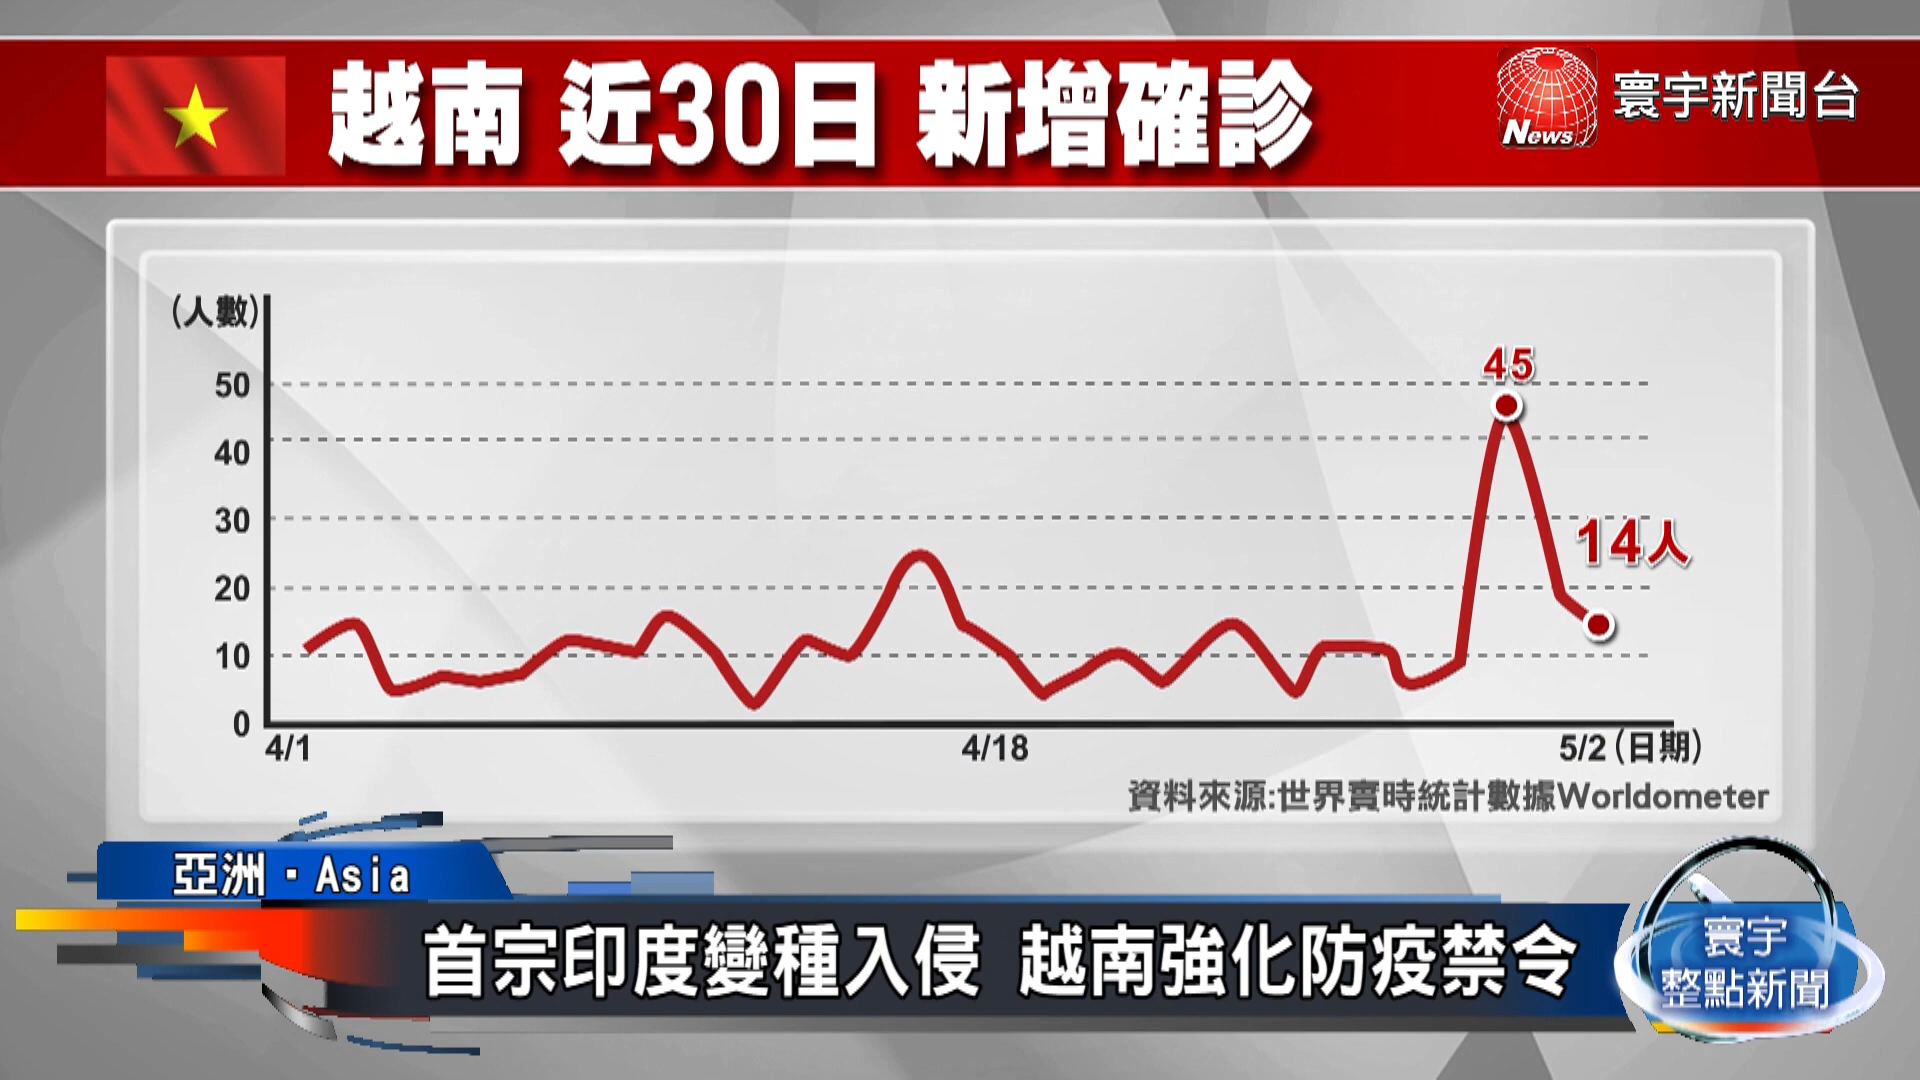 越南 近30日 新增確診
News 寰宇新聞台
(人數)
45
50
40
30
14人
20
10
0
4/1 4/18 5/2(日期)
資料來源:世界實時統計數據Worldometer
亞洲·Asia
首宗印度變種入侵 越南強化防疫禁令
寰宇
整點新聞